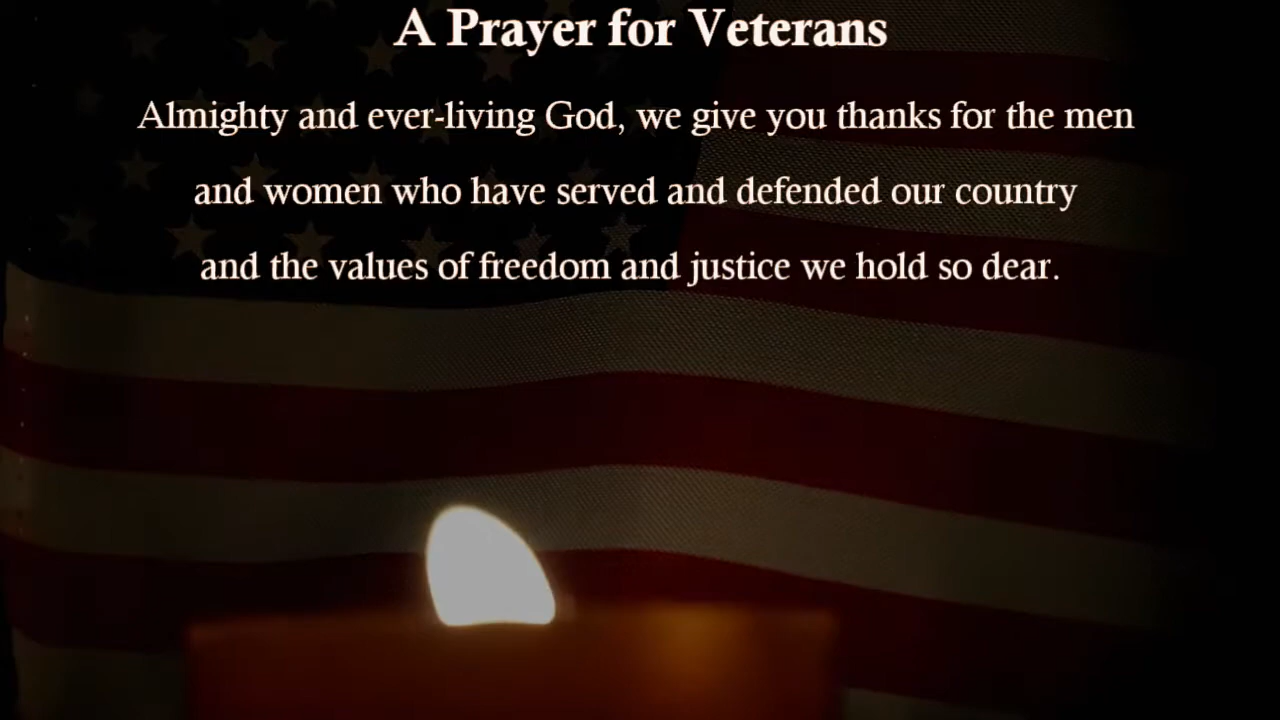 A Prayer for Veterans
Almighty and ever-living God, we give you thanks for the men
and women who have served and defended our country
and the values of freedom and justice we hold so dear.